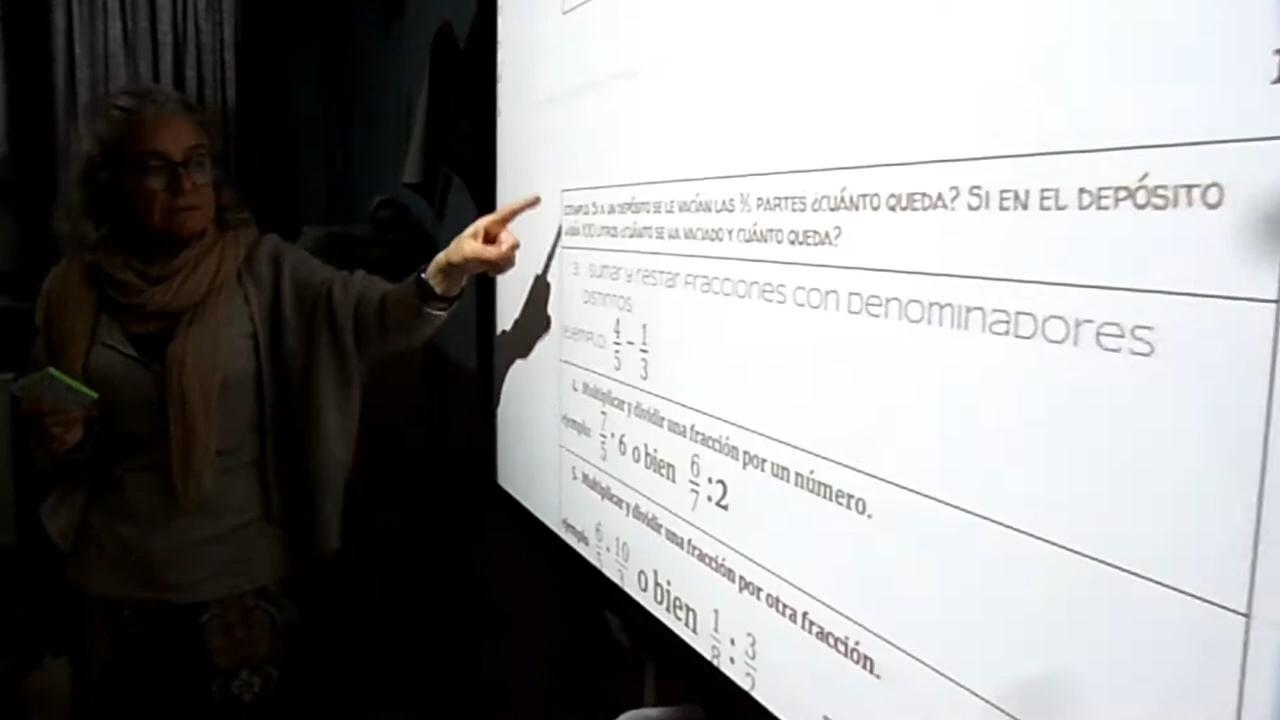 EJEMPLO: SI A UN DEPÓSITO SE LE VACÍAN LAS PARTES ¿CUÁNTO QUEDA? SI EN EL DEPÓSITO
100 LITROS ¿CUÁNTO SE HA VACIADO Y CUÁNTO QUEDA?
3. sumar y restar fracciones con Denominadores
DISTINTOS
EJEMPLO: 4/5 - 1/3
4. Multiplicar y dividir una fracción por un número.
ejemplo: 7/5 · 6 o bien 6/7 : 2
5. Multiplicar y dividir una fracción por otra fracción.
ejemplo 6/5 · 10/3 o bien 1/8 : 3/2